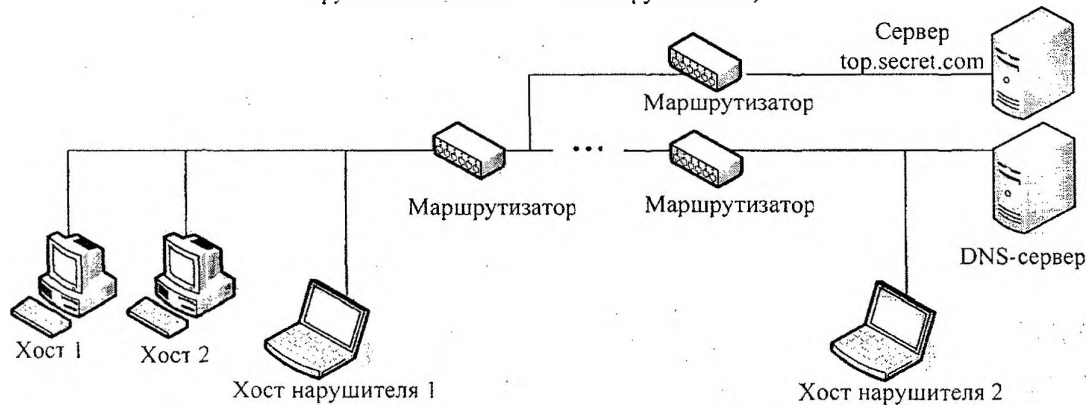 Сервер
top.secret.com
Маршрутизатор
• • •
Маршрутизатор
Маршрутизатор
DNS-сервер
Хост 1
Хост 2
Хост нарушителя 1
Хост нарушителя 2